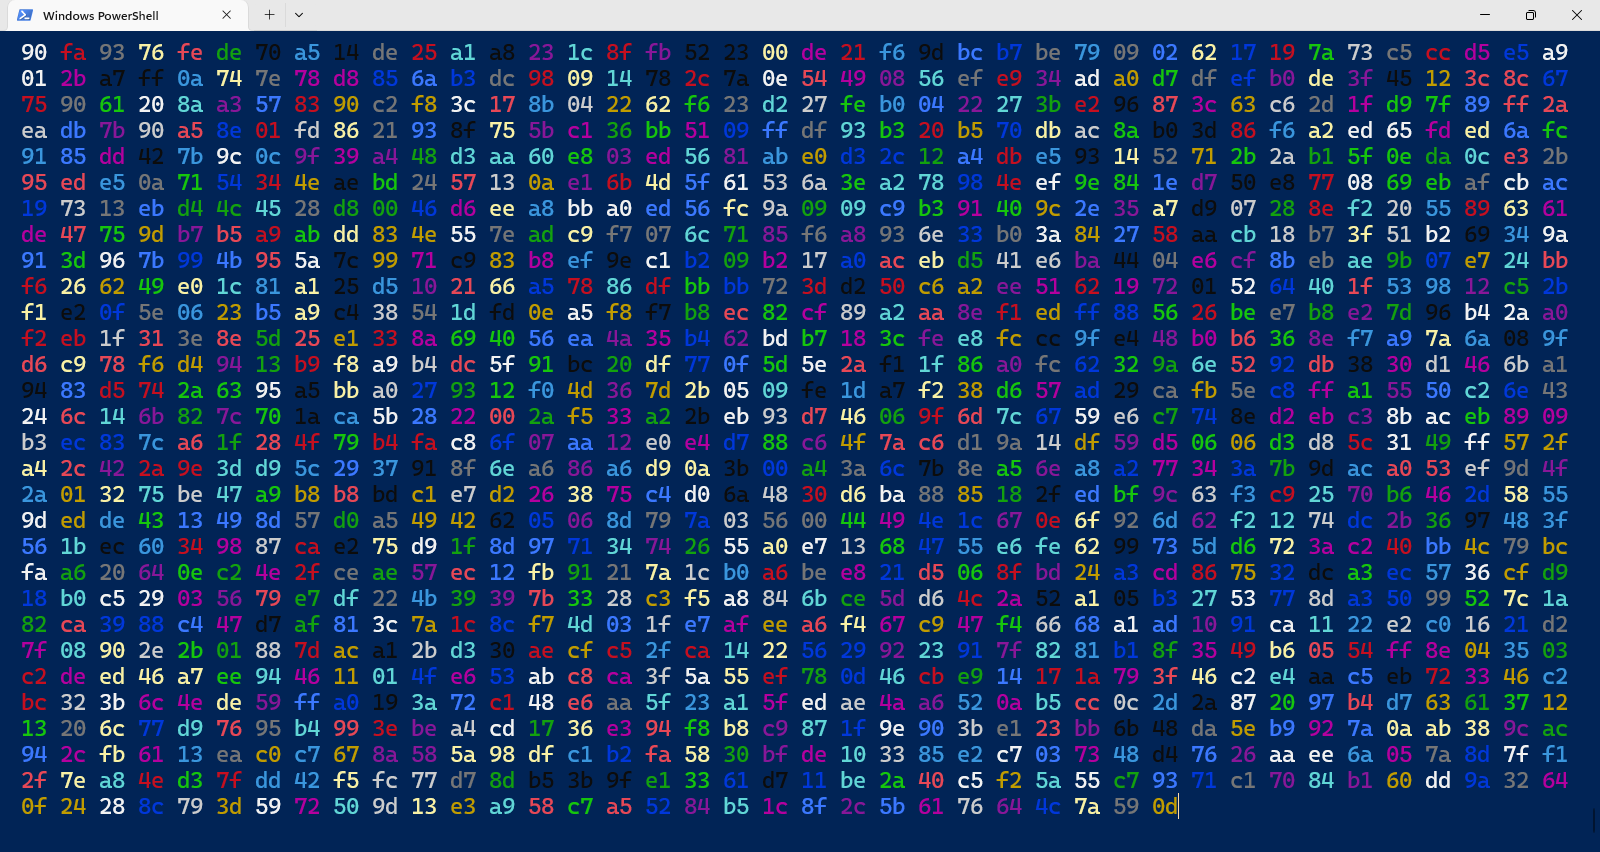 Windows PowerShell
90 fa 93 76 fe de 70 a5 14 de 25 a1 a8 23 1c 8f fb 52 23 00 de 21 f6 9d bc b7 be 79 09 02 62 17 19 7a 73 c5 cc d5 e5 a9
01 2b a7 ff 0a 74 7e 78 d8 85 6a b3 dc 98 09 14 78 2c 7a 0e 54 49 08 56 ef e9 34 ad a0 d7 df ef b0 de 3f 45 12 3c 8c 67
75 90 61 20 8a a3 57 83 90 c2 f8 3c 17 8b 04 22 62 f6 23 d2 27 fe b0 04 22 27 3b e2 96 87 3c 63 c6 2d 1f d9 7f 89 ff 2a
ea db 7b 90 a5 8e 01 fd 86 21 93 8f 75 5b c1 36 bb 51 09 ff df 93 b3 20 b5 70 db ac 8a b0 3d 86 f6 a2 ed 65 fd ed 6a fc
91 85 dd 42 7b 9c 0c 9f 39 a4 48 d3 aa 60 e8 03 ed 56 81 ab e0 d3 2c 12 a4 db e5 93 14 52 71 2b 2a b1 5f 0e da 0c e3 2b
95 ed e5 0a 71 54 34 4e ae bd 24 57 13 0a e1 6b 4d 5f 61 53 6a 3e a2 78 98 4e ef 9e 84 1e d7 50 e8 77 08 69 eb af cb ac
19 73 13 eb d4 4c 45 28 d8 00 46 d6 ee a8 bb a0 ed 56 fc 9a 09 09 c9 b3 91 40 9c 2e 35 a7 d9 07 28 8e f2 20 55 89 63 61
de 47 75 9d b7 b5 a9 ab dd 83 4e 55 7e ad c9 f7 07 6c 71 85 f6 a8 93 6e 33 b0 3a 84 27 58 aa cb 18 b7 3f 51 b2 69 34 9a
91 3d 96 7b 99 4b 95 5a 7c 99 71 c9 83 b8 ef 9e c1 b2 09 b2 17 a0 ac eb d5 41 e6 ba 44 04 e6 cf 8b eb ae 9b 07 e7 24 bb
f6 26 62 49 e0 1c 81 a1 25 d5 10 21 66 a5 78 86 df bb bb 72 3d d2 50 c6 a2 ee 51 62 19 72 01 52 64 40 1f 53 98 12 c5 2b
f1 e2 0f 5e 06 23 b5 a9 c4 38 54 1d fd 0e a5 f8 f7 b8 ec 82 cf 89 a2 aa 8e f1 ed ff 88 56 26 be e7 b8 e2 7d 96 b4 2a a0
f2 eb 1f 31 3e 8e 5d 25 e1 33 8a 69 40 56 ea 4a 35 b4 62 bd b7 18 3c fe e8 fc cc 9f e4 48 b0 b6 36 8e f7 a9 7a 6a 08 9f
d6 c9 78 f6 d4 94 13 b9 f8 a9 b4 dc 5f 91 bc 20 df 77 0f 5d 5e 2a f1 1f 86 a0 fc 62 32 9a 6e 52 92 db 38 30 d1 46 6b a1
94 83 d5 74 2a 63 95 a5 bb a0 27 93 12 f0 4d 36 7d 2b 05 09 fe 1d a7 f2 38 d6 57 ad 29 ca fb 5e c8 ff a1 55 50 c2 6e 43
24 6c 14 6b 82 7c 70 1a ca 5b 28 22 00 2a f5 33 a2 2b eb 93 d7 46 06 9f 6d 7c 67 59 e6 c7 74 8e d2 eb c3 8b ac eb 89 09
b3 ec 83 7c a6 1f 28 4f 79 b4 fa c8 6f 07 aa 12 e0 e4 d7 88 c6 4f 7a c6 d1 9a 14 df 59 d5 06 06 d3 d8 5c 31 49 ff 57 2f
a4 2c 42 2a 9e 3d d9 5c 29 37 91 8f 6e a6 86 a6 d9 0a 3b 00 a4 3a 6c 7b 8e a5 6e a8 a2 77 34 3a 7b 9d ac a0 53 ef 9d 4f
2a 01 32 75 be 47 a9 b8 b8 bd c1 e7 d2 26 38 75 c4 d0 6a 48 30 d6 ba 88 85 18 2f ed bf 9c 63 f3 c9 25 70 b6 46 2d 58 55
9d ed de 43 13 49 8d 57 d0 a5 49 42 62 05 06 8d 79 7a 03 56 00 44 49 4e 1c 67 0e 6f 92 6d 62 f2 12 74 dc 2b 36 97 48 3f
56 1b ec 60 34 98 87 ca e2 75 d9 1f 8d 97 71 34 74 26 55 a0 e7 13 68 47 55 e6 fe 62 99 73 5d d6 72 3a c2 40 bb 4c 79 bc
fa a6 20 64 0e c2 4e 2f ce ae 57 ec 12 fb 91 21 7a 1c b0 a6 be e8 21 d5 06 8f bd 24 a3 cd 86 75 32 dc a3 ec 57 36 cf d9
18 b0 c5 29 03 56 79 e7 df 22 4b 39 39 7b 33 28 c3 f5 a8 84 6b ce 5d d6 4c 2a 52 a1 05 b3 27 53 77 8d a3 50 99 52 7c 1a
82 ca 39 88 c4 47 d7 af 81 3c 7a 1c 8c f7 4d 03 1f e7 af ee a6 f4 67 c9 47 f4 66 68 a1 ad 10 91 ca 11 22 e2 c0 16 21 d2
7f 08 90 2e 2b 01 88 7d ac a1 2b d3 30 ae cf c5 2f ca 14 22 56 29 92 23 91 7f 82 81 b1 8f 35 49 b6 05 54 ff 8e 04 35 03
c2 de ed 46 a7 ee 94 46 11 01 4f e6 53 ab c8 ca 3f 5a 55 ef 78 0d 46 cb e9 14 17 1a 79 3f 46 c2 e4 aa c5 eb 72 33 46 c2
bc 32 3b 6c 4e de 59 ff a0 19 3a 72 c1 48 e6 aa 5f 23 a1 5f ed ae 4a a6 52 0a b5 cc 0c 2d 2a 87 20 97 b4 d7 63 61 37 12
13 20 6c 77 d9 76 95 b4 99 3e be a4 cd 17 36 e3 94 f8 b8 c9 87 1f 9e 90 3b e1 23 bb 6b 48 da 5e b9 92 7a 0a ab 38 9c ac
94 2c fb 61 13 ea c0 c7 67 8a 58 5a 98 df c1 b2 fa 58 30 bf de 10 33 85 e2 c7 03 73 48 d4 76 26 aa ee 6a 05 7a 8d 7f f1
2f 7e a8 4e d3 7f dd 42 f5 fc 77 d7 8d b5 3b 9f e1 33 61 d7 11 be 2a 40 c5 f2 5a 55 c7 93 71 c1 70 84 b1 60 dd 9a 32 64
0f 24 28 8c 79 3d 59 72 50 9d 13 e3 a9 58 c7 a5 52 84 b5 1c 8f 2c 5b 61 76 64 4c 7a 59 0d